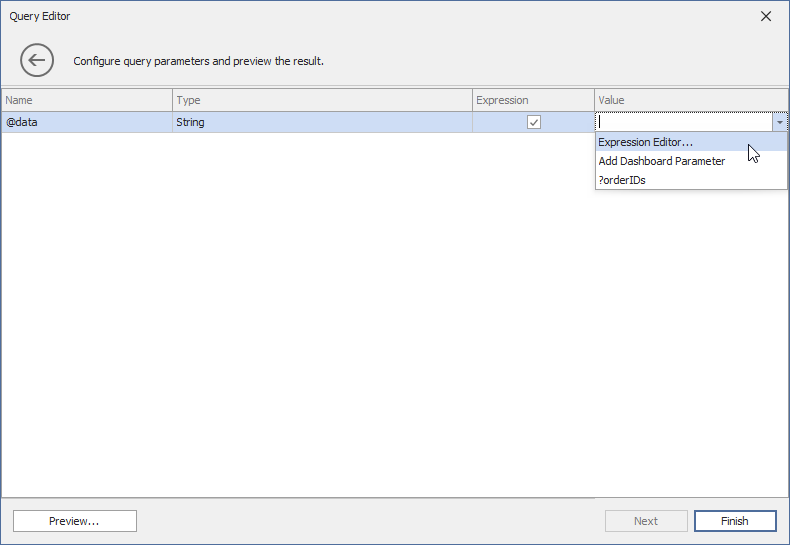 Query Editor
Configure query parameters and preview the result.
Name Type Expression Value
@data String
Expression Editor...
Add Dashboard Parameter
?orderIDs
Preview... Next Finish